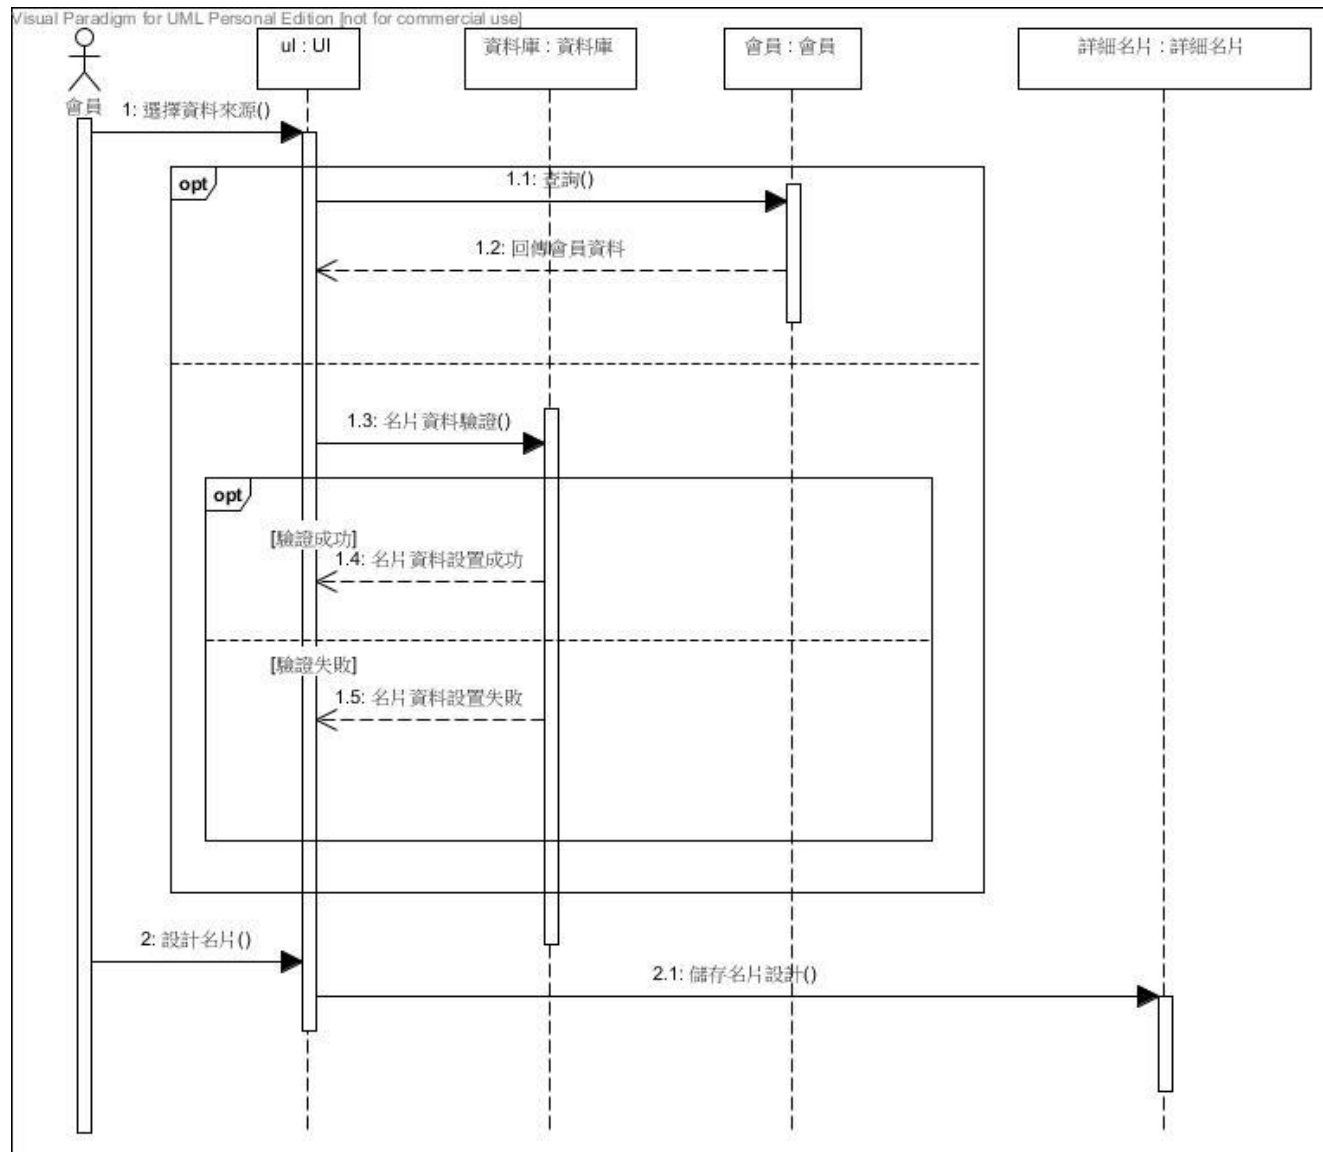 Visual Paradigm for UML Personal Edition [not for commercial use]
會員
uI : UI
資料庫 : 資料庫
會員 : 會員
詳細名片 : 詳細名片
1: 選擇資料來源()
opt
1.1: 查詢()
1.2: 回傳會員資料
1.3: 名片資料驗證()
opt
[驗證成功]
1.4: 名片資料設置成功
[驗證失敗]
1.5: 名片資料設置失敗
2: 設計名片()
2.1: 儲存名片設計()